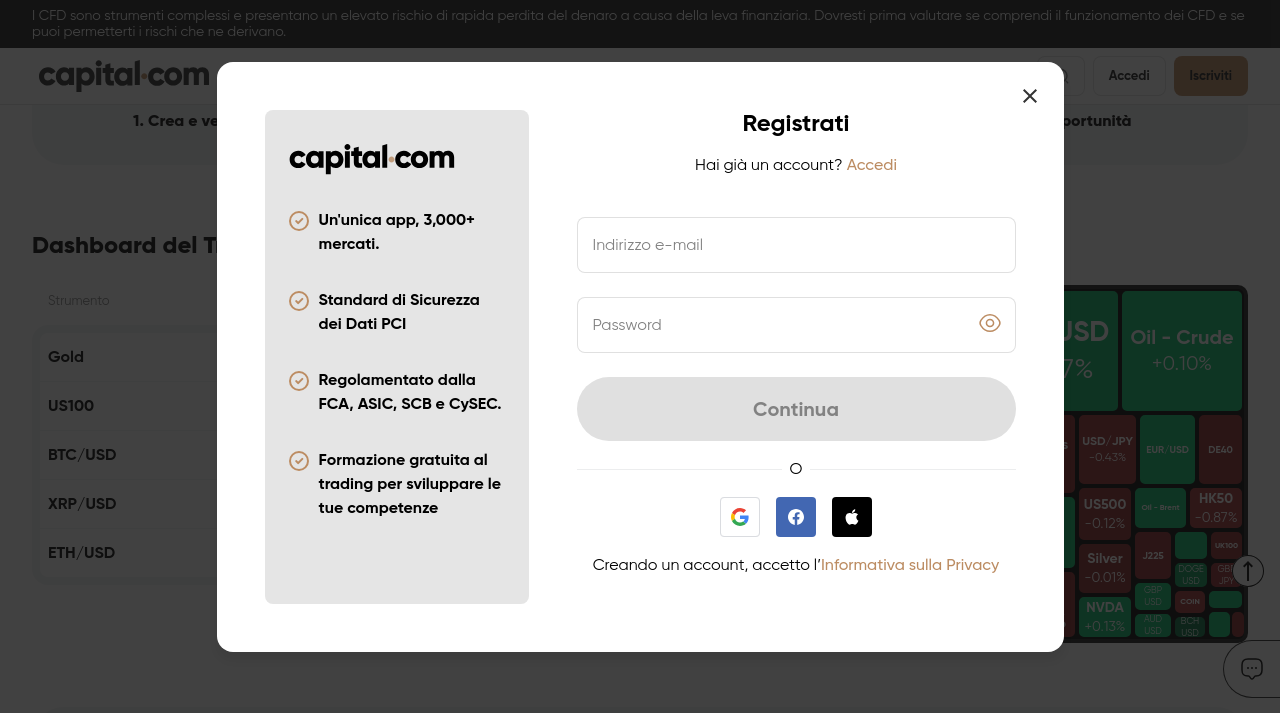 I CFD sono strumenti complessi e presentano un elevato rischio di rapida perdita del denaro a causa della leva finanziaria. Dovresti prima valutare se comprendi il funzionamento dei CFD e se
puoi permetterti i rischi che ne derivano.
capital.com
Accedi
Iscriviti
1. Crea e ve
portunità
Dashboard del T
Strumento
Gold
US100
BTC/USD
XRP/USD
ETH/USD
capital.com
Un'unica app, 3,000+
mercati.
Standard di Sicurezza
dei Dati PCI
Regolamentato dalla
FCA, ASIC, SCB e CySEC.
Formazione gratuita al
trading per sviluppare le
tue competenze
Registrati
Hai già un account? Accedi
Indirizzo e-mail
Password
Continua
O
Creando un account, accetto l’Informativa sulla Privacy
USD
7%
Oil - Crude
+0.10%
USD/JPY
-0.43%
EUR/USD
DE40
US500
-0.12%
Oil - Brent
HK50
-0.87%
Silver
-0.01%
J225
DOGE
USD
UK100
GBP
JPY
NVDA
+0.13%
GBP
USD
COIN
AUD
USD
BCH
USD